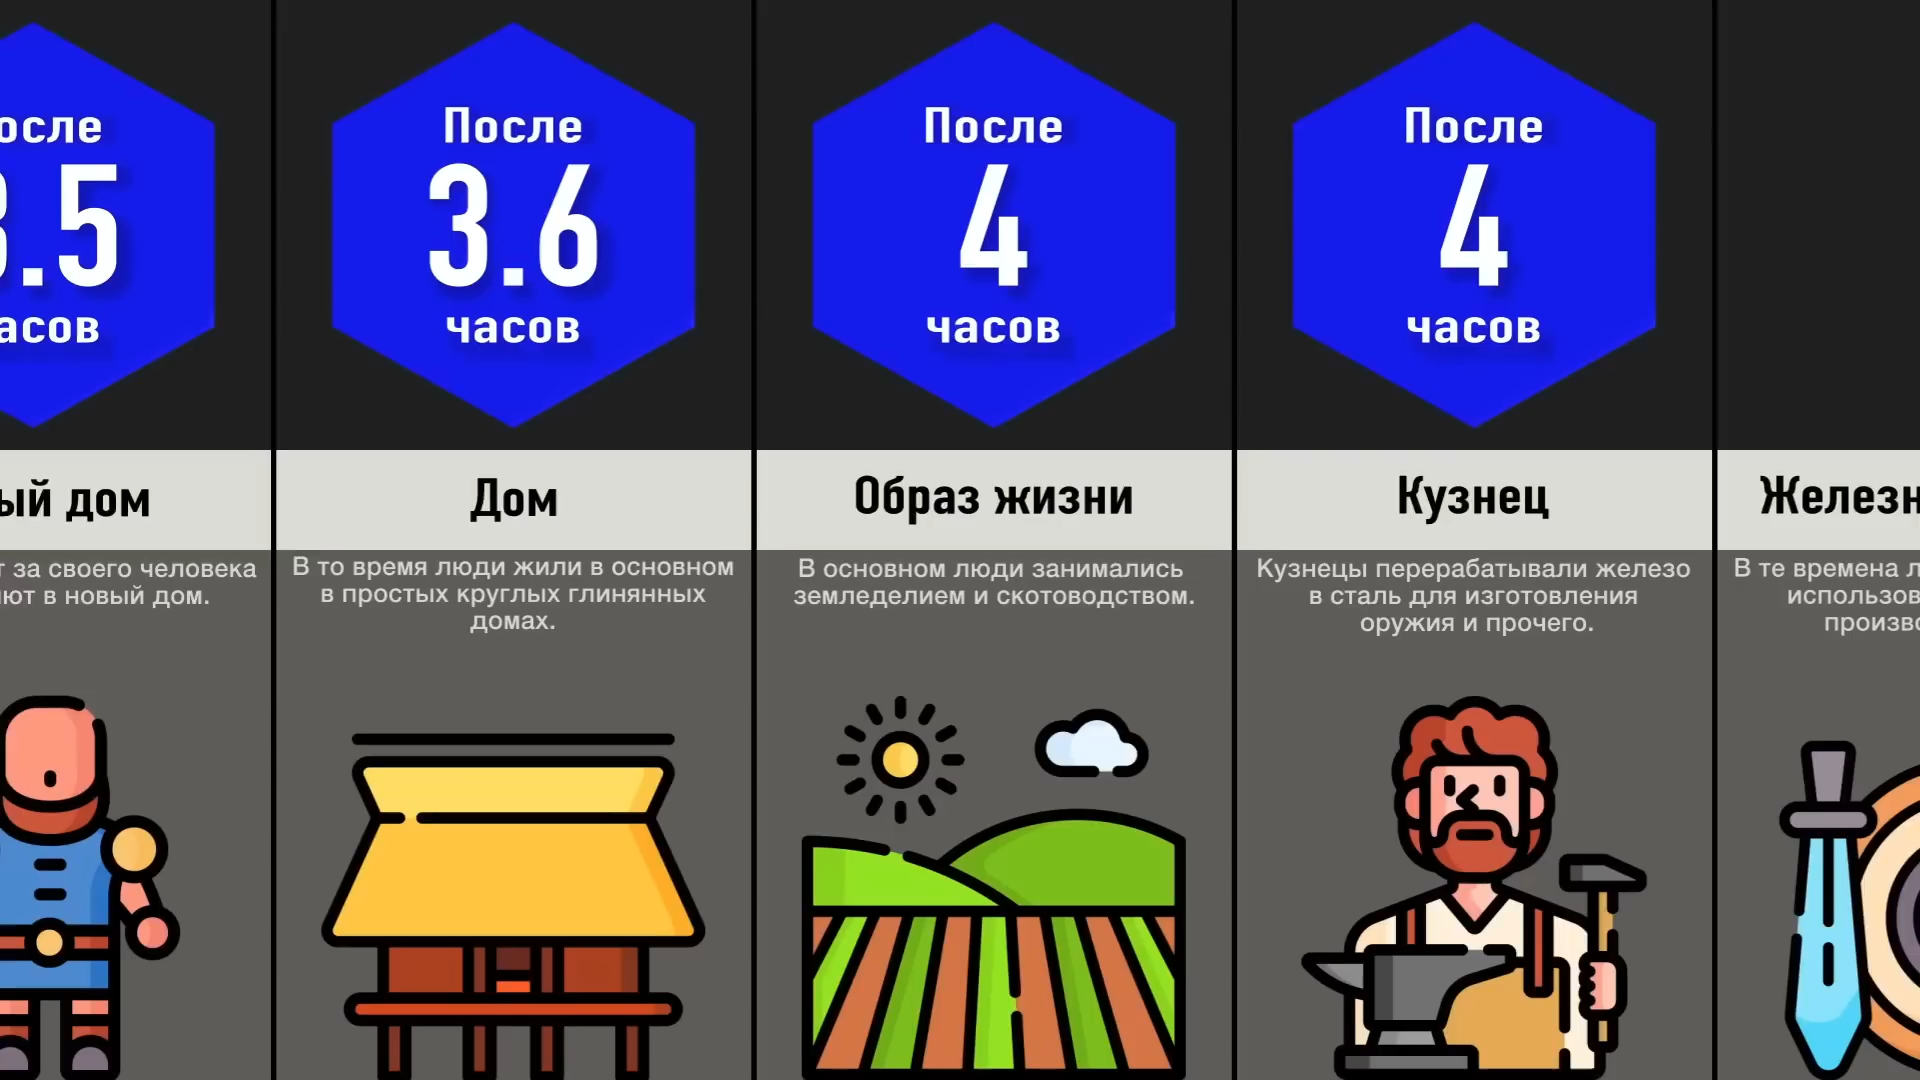 После
3.5
часов
ый дом
за своего человека
ют в новый дом.
После
3.6
часов
Дом
В то время люди жили в основном
в простых круглых глинянных
домах.
После
4
часов
Образ жизни
В основном люди занимались
земледелием и скотоводством.
После
4
часов
Кузнец
Кузнецы перерабатывали железо
в сталь для изготовления
оружия и прочего.
Железн
В те времена л
использов
произво